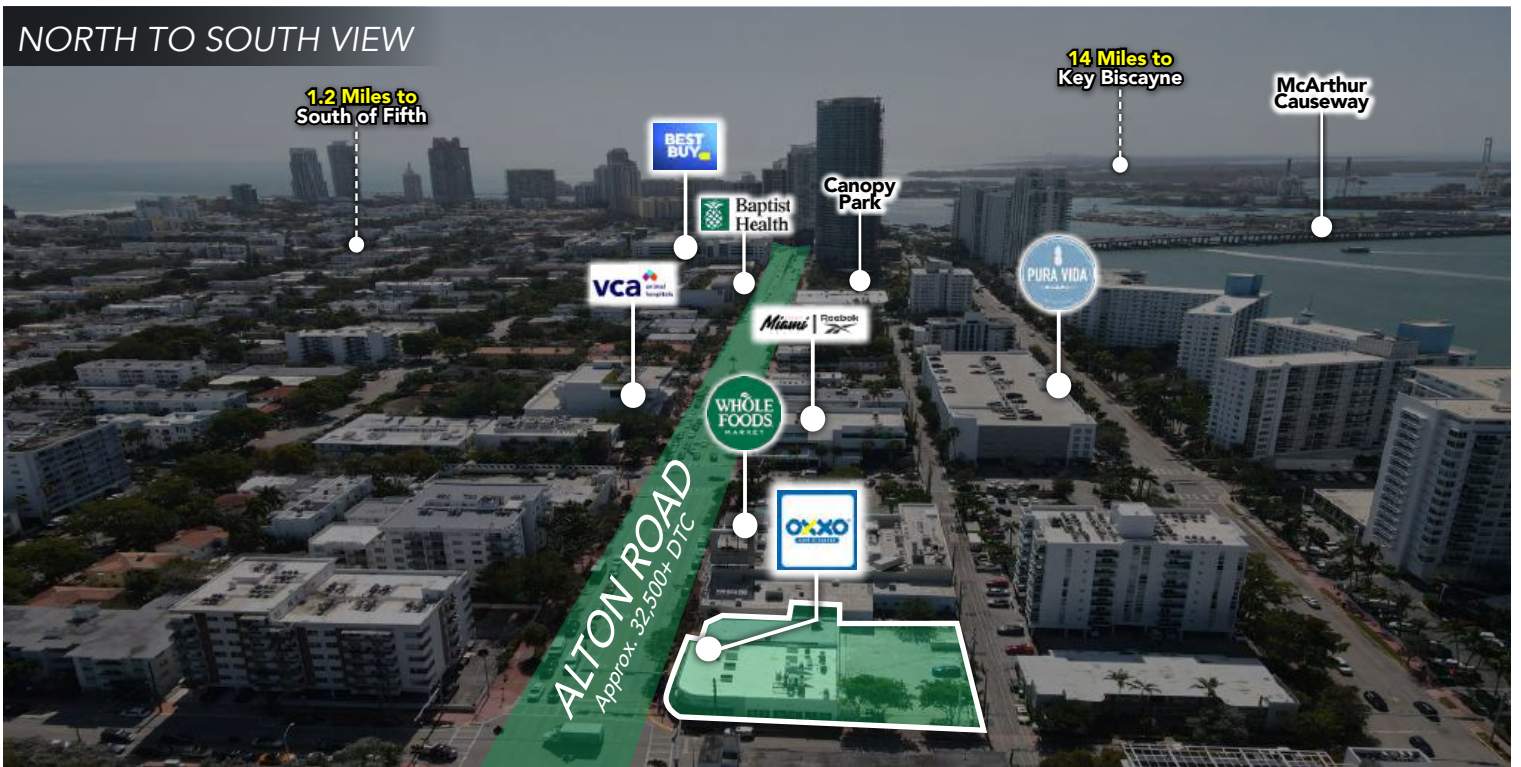 NORTH TO SOUTH VIEW
1.2 Miles to
South of Fifth
14 Miles to
Key Biscayne
McArthur
Causeway
BEST
BUY
Baptist
Health
Canopy
Park
vca animal
hospitals
PURA VIDA
Miami | Reebok
WHOLE
FOODS
MARKET
OXXO
ALTON ROAD
Approx. 32,500+ DTC